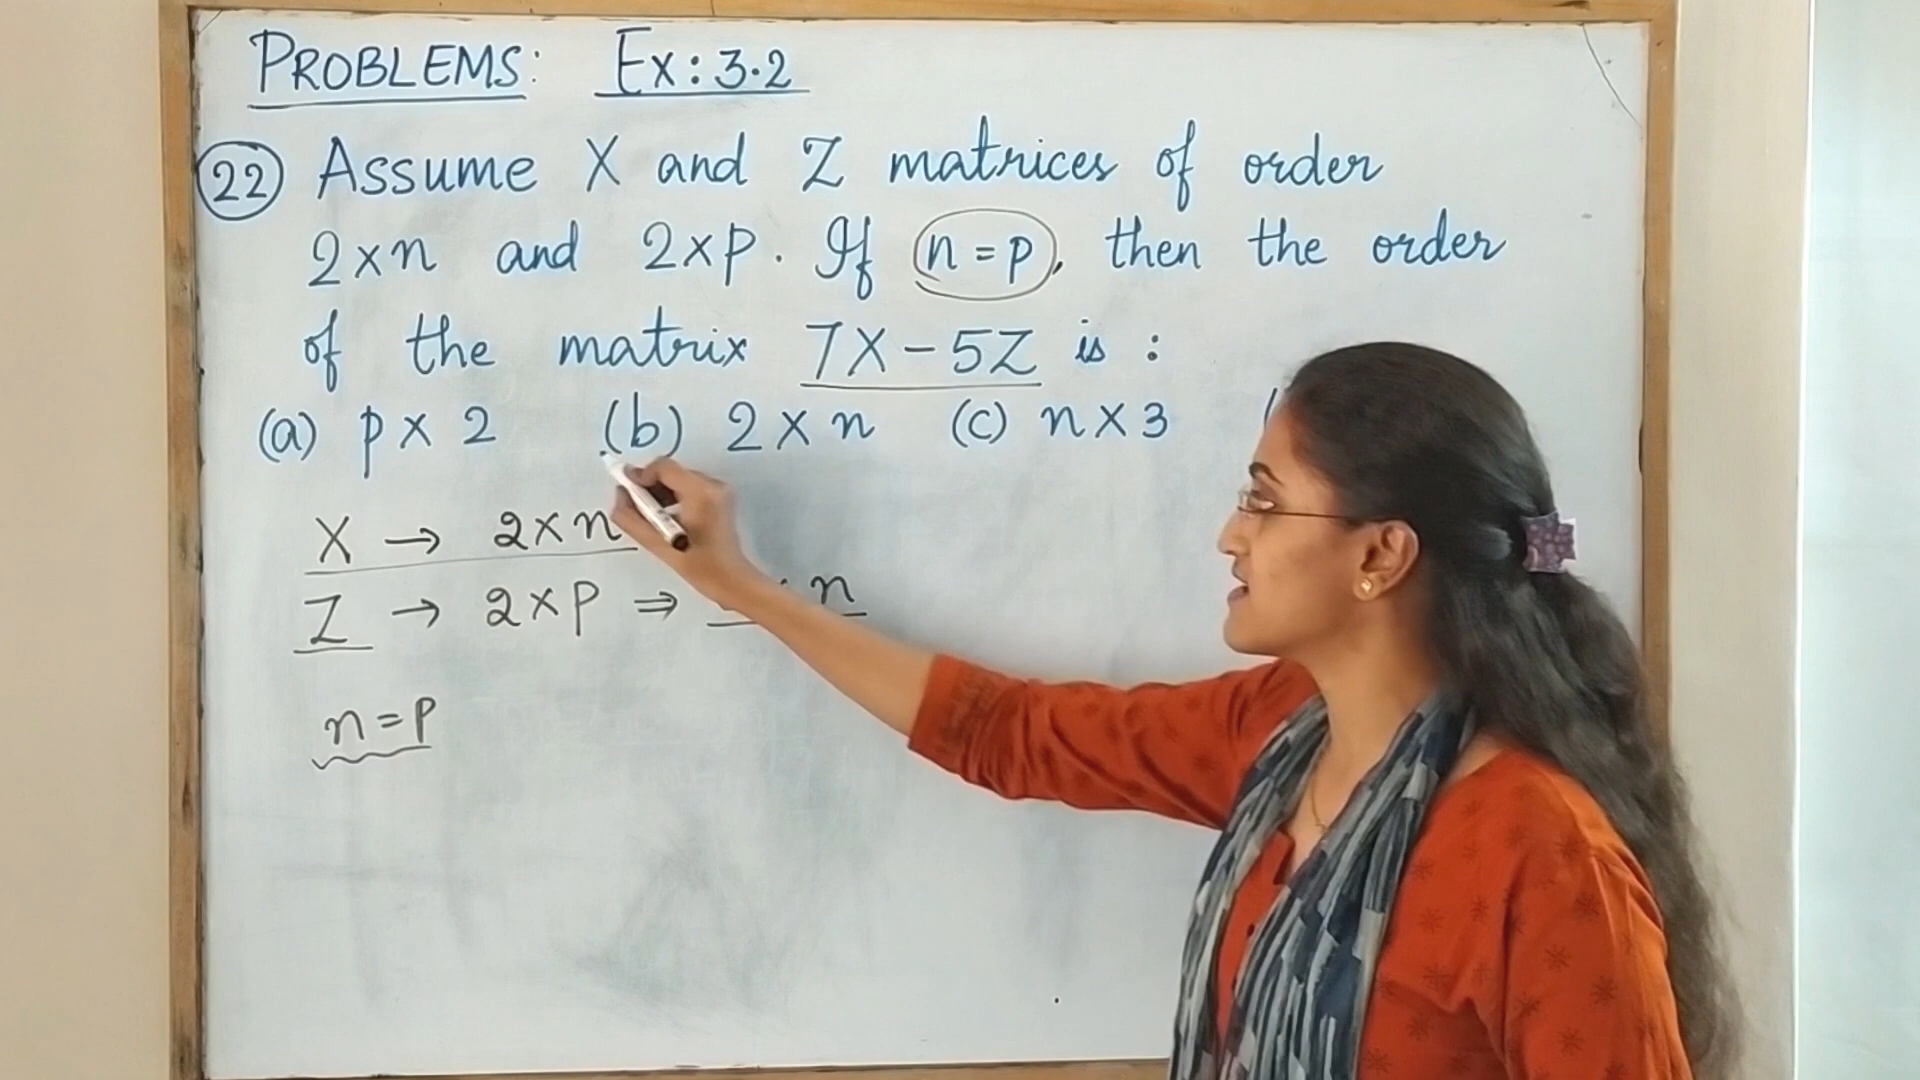 PROBLEMS: Ex: 3.2
22 Assume X and Z matrices of order
2×n and 2×p. If n=p, then the order
of the matrix 7X-5Z is :
(a) p×2 (b) 2×n (c) n×3 (
X → 2×n
Z → 2×p ⇒ n
n=p